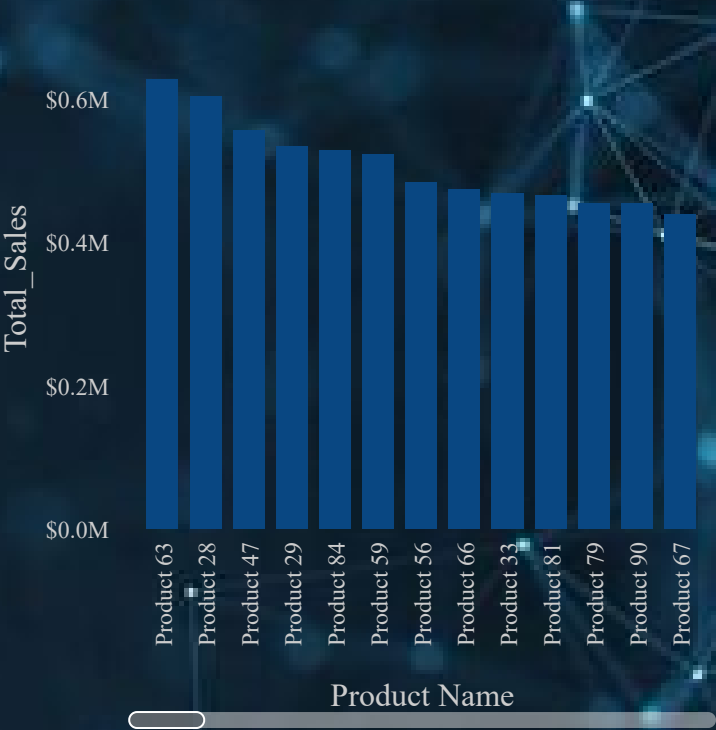 $0.6M
$0.4M
$0.2M
$0.0M
Total_Sales
Product 63
Product 28
Product 47
Product 29
Product 84
Product 59
Product 56
Product 66
Product 33
Product 81
Product 79
Product 90
Product 67
Product Name